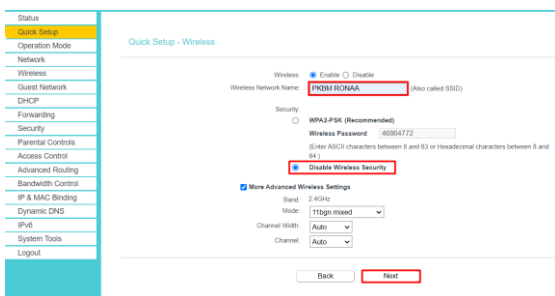 Status
Quick Setup
Operation Mode
Network
Wireless
Guest Network
DHCP
Forwarding
Security
Parental Controls
Access Control
Advanced Routing
Bandwidth Control
IP & MAC Binding
Dynamic DNS
IPv6
System Tools
Logout
Quick Setup - Wireless
Wireless: Enable Disable
Wireless Network Name: PKBM RONAA (Also called SSID)
Security:
WPA2-PSK (Recommended)
Wireless Password 46864772
(Enter ASCII characters between 8 and 63 or Hexadecimal characters between 8 and
64.)
Disable Wireless Security
More Advanced Wireless Settings
Band: 2.4GHz
Mode: 11bgn mixed
Channel Width: Auto
Channel: Auto
Back Next